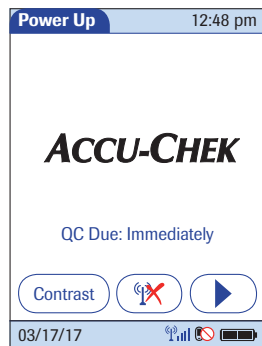 Power Up 12:48 pm
ACCU-CHEK
QC Due: Immediately
Contrast
03/17/17